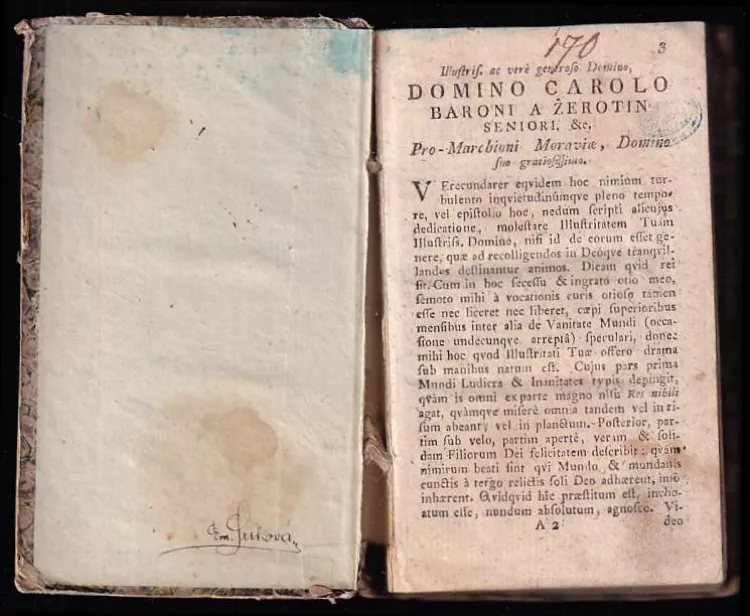 Em. Jurová
170
3
Illustris. ac verè generoso Domino,
DOMINO CAROLO
BARONI A ŻEROTIN
SENIORI, &c,
Pro-Marchioni Moraviæ, Domino
suo gratiosissimo.
VErecundarer eqvidem hoc nimium tur-
bulento inqvietudinúmqve pleno tempo-
re, vel epistolio hoc, nedum scripti alicujus
dedicatione, molestare Illustritatem Tuam
Illustriss. Domine, nisi id de eorum esset ge-
nere, quæ ad recolligendos in Deóqve tranqvil-
landos destinantur animos. Dicam qvid rei
sit. Cum in hoc secessu & ingrato otio meo,
semoto mihi à vocationis curis otioso tamen
esse nec liceret nec liberet, cæpi superioribus
mensibus inter alia de Vanitate Mundi (occa-
sione undecunqve arreptâ) speculari, donec
mihi hoc qvod Illustritati Tuæ offero drama
sub manibus natum est. Cujus pars prima
Mundi Ludicra & Inanitates typis depingit,
qvàm is omni ex parte magno nisu Res nihili
agat, qvàmqve miserè omnia tandem vel in ri-
sum abeant, vel in planctum. Posterior, par-
tim sub velo, partim apertè, veram & soli-
dam Filiorum Dei felicitatem describit: qvàm
nimirum beati sint qvi Mundo & mundanis
cunctis à tergo relictis soli Deo adhærent, imò
inhærent. Qvidqvid hîc præstitum est, incho-
atum esse, nondum absolutum, agnosco. Vi-
A 2 deo